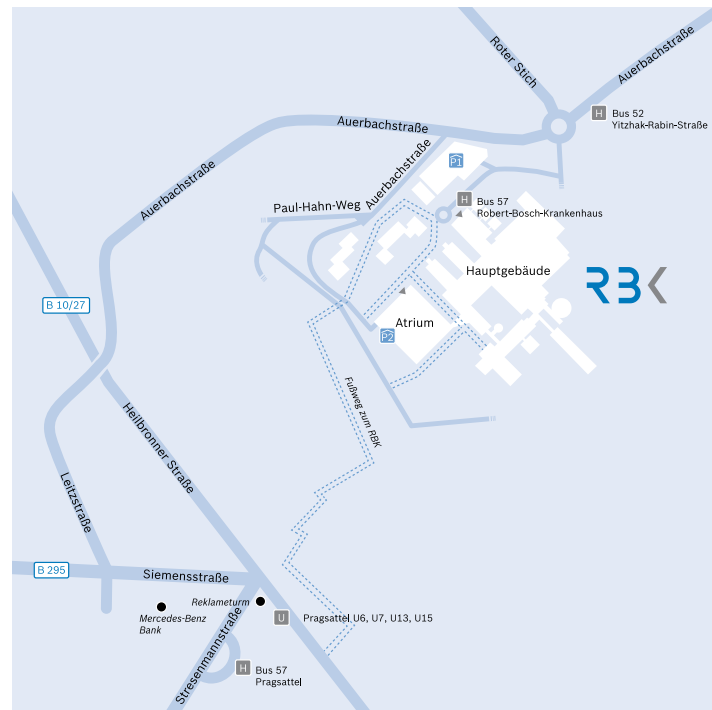 Roter Stich
Auerbachstraße
H
Bus 52
Yitzhak-Rabin-Straße
Auerbachstraße
P1
Auerbachstraße
Auerbachstraße
Paul-Hahn-Weg
H
Bus 57
Robert-Bosch-Krankenhaus
Hauptgebäude
RBK
B 10/27
Atrium
P2
Fußweg zum RBK
Heilbronner Straße
Leitzstraße
B 295
Siemensstraße
Reklameturm
Mercedes-Benz
Bank
U
Pragsattel U6, U7, U13, U15
Stresenmannstraße
H
Bus 57
Pragsattel